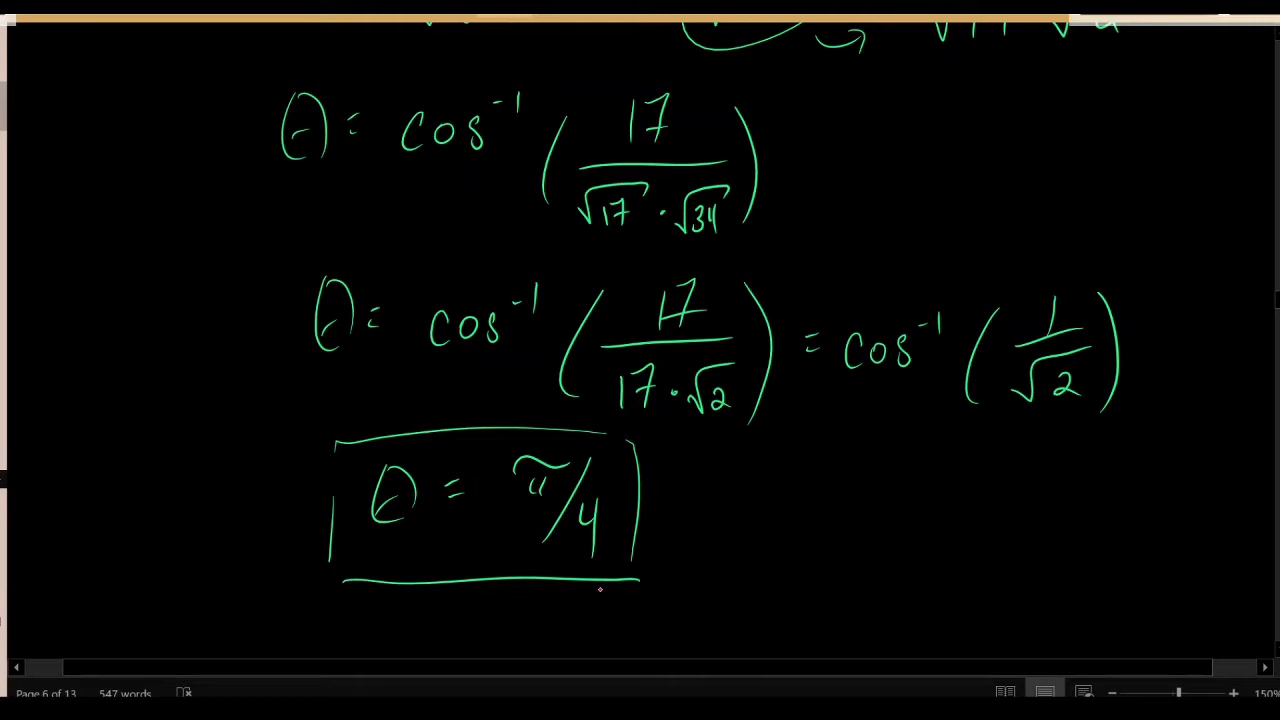 θ = cos⁻¹ ( 17 / √17 · √34 )
θ = cos⁻¹ ( 17 / 17 · √2 ) = cos⁻¹ ( 1 / √2 )
θ = π/4
Page 6 of 13 547 words 150%